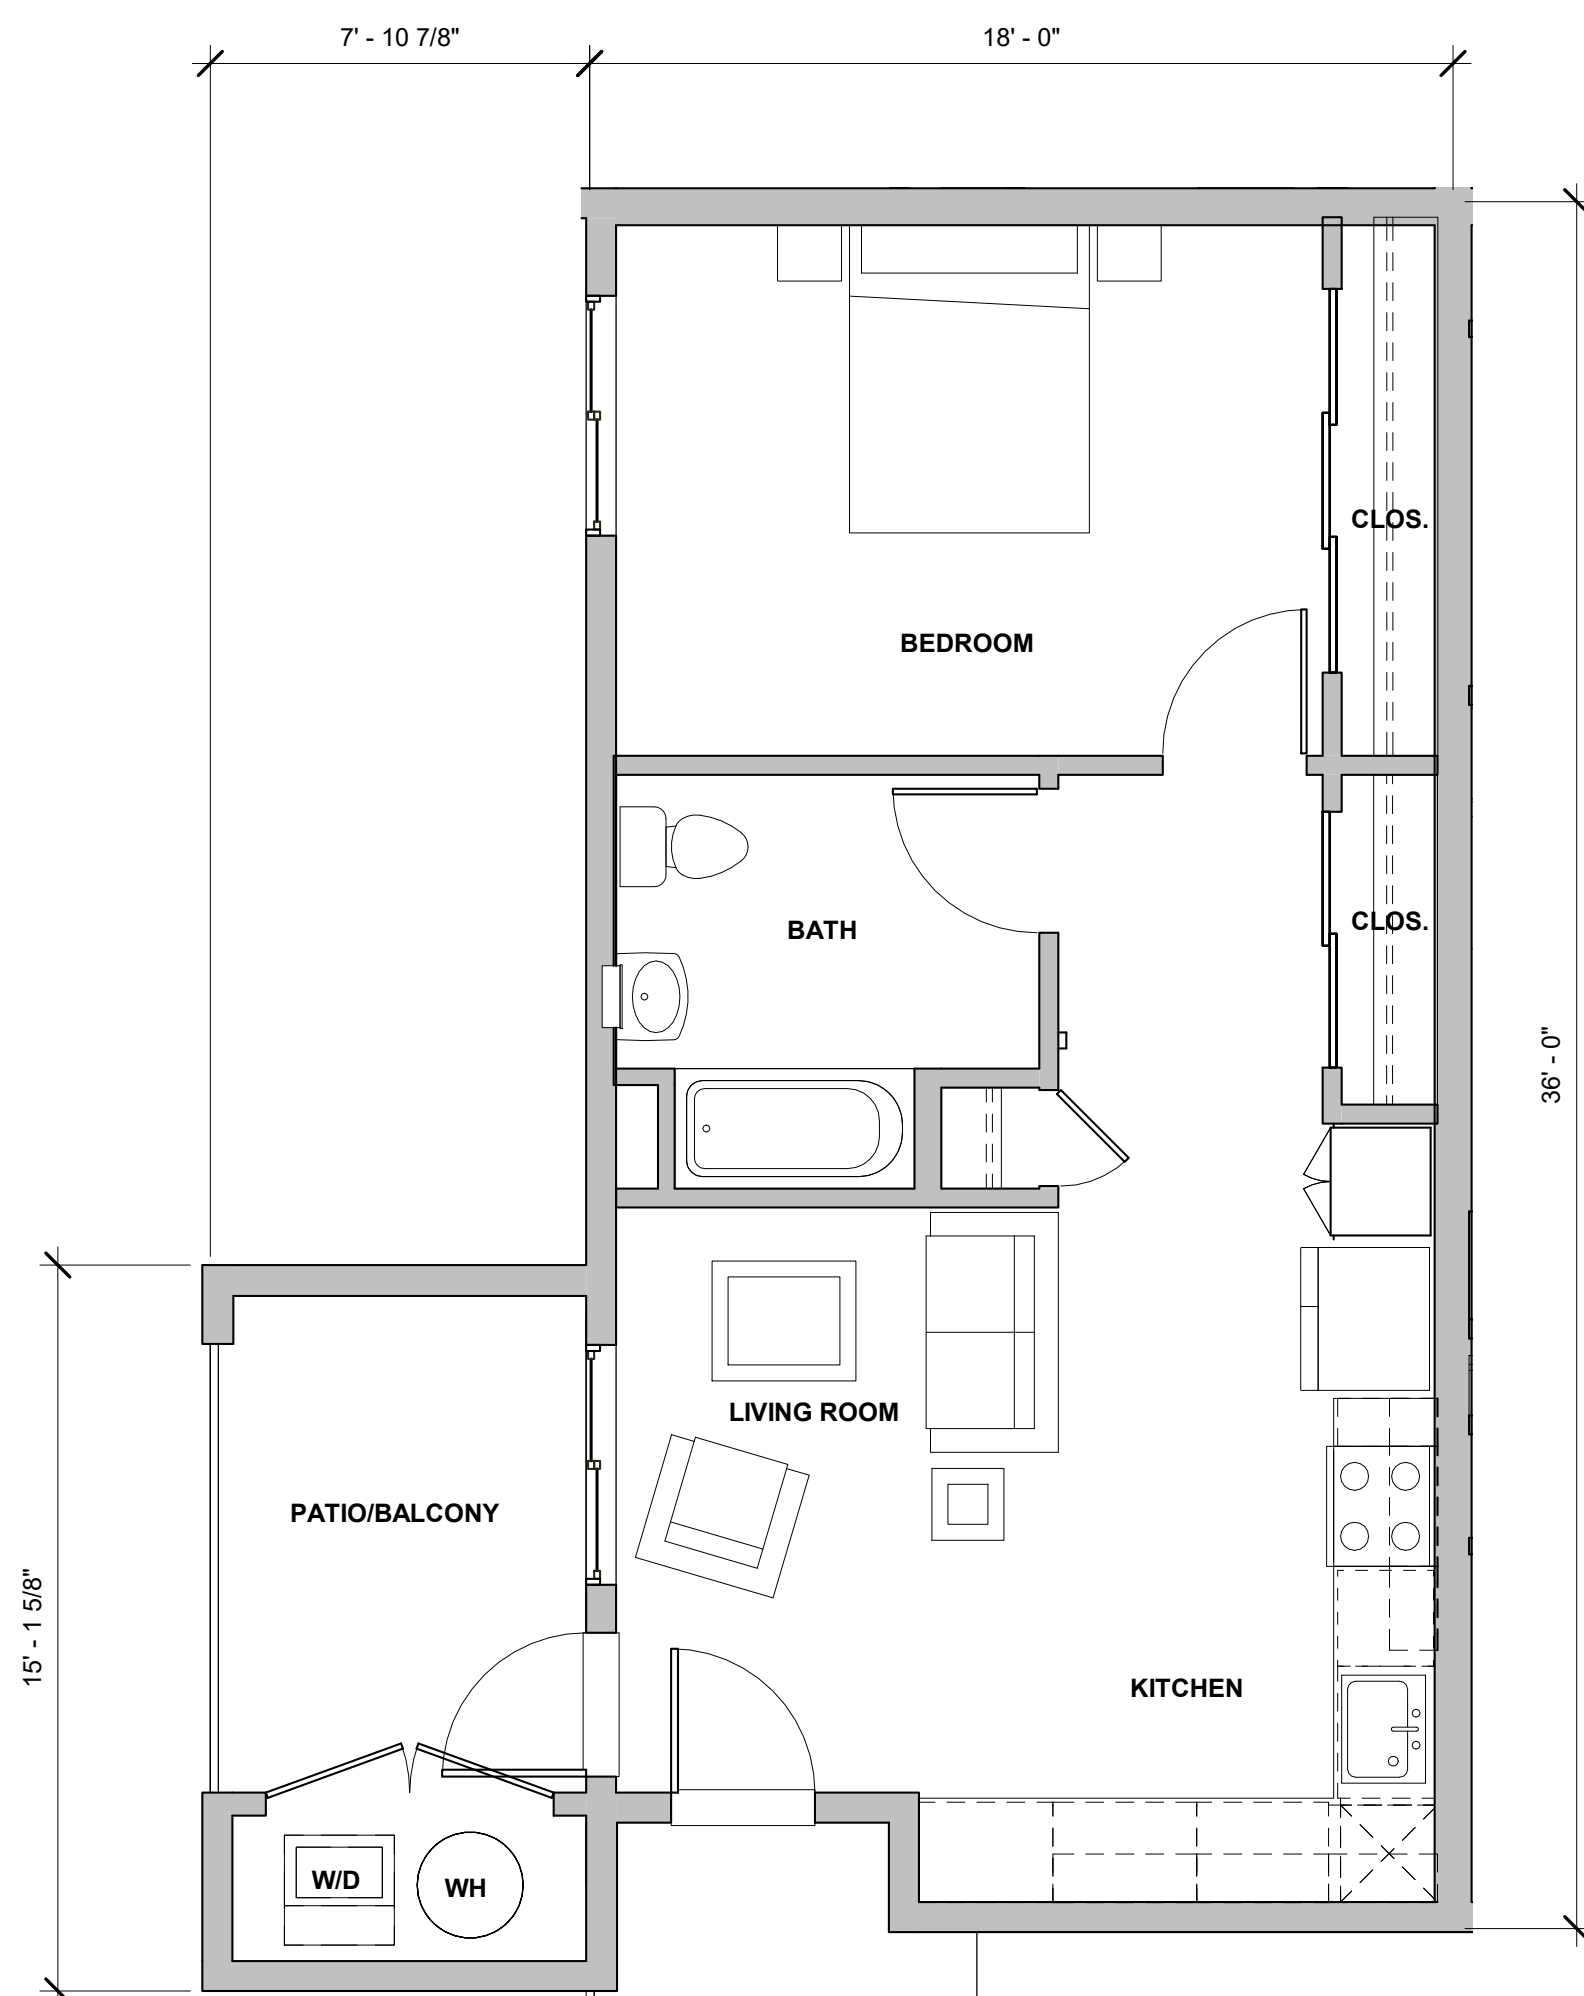 7' - 10 7/8"
18' - 0"
CLOS.
BEDROOM
CLOS.
BATH
36' - 0"
LIVING ROOM
PATIO/BALCONY
15' - 1 5/8"
KITCHEN
W/D
WH